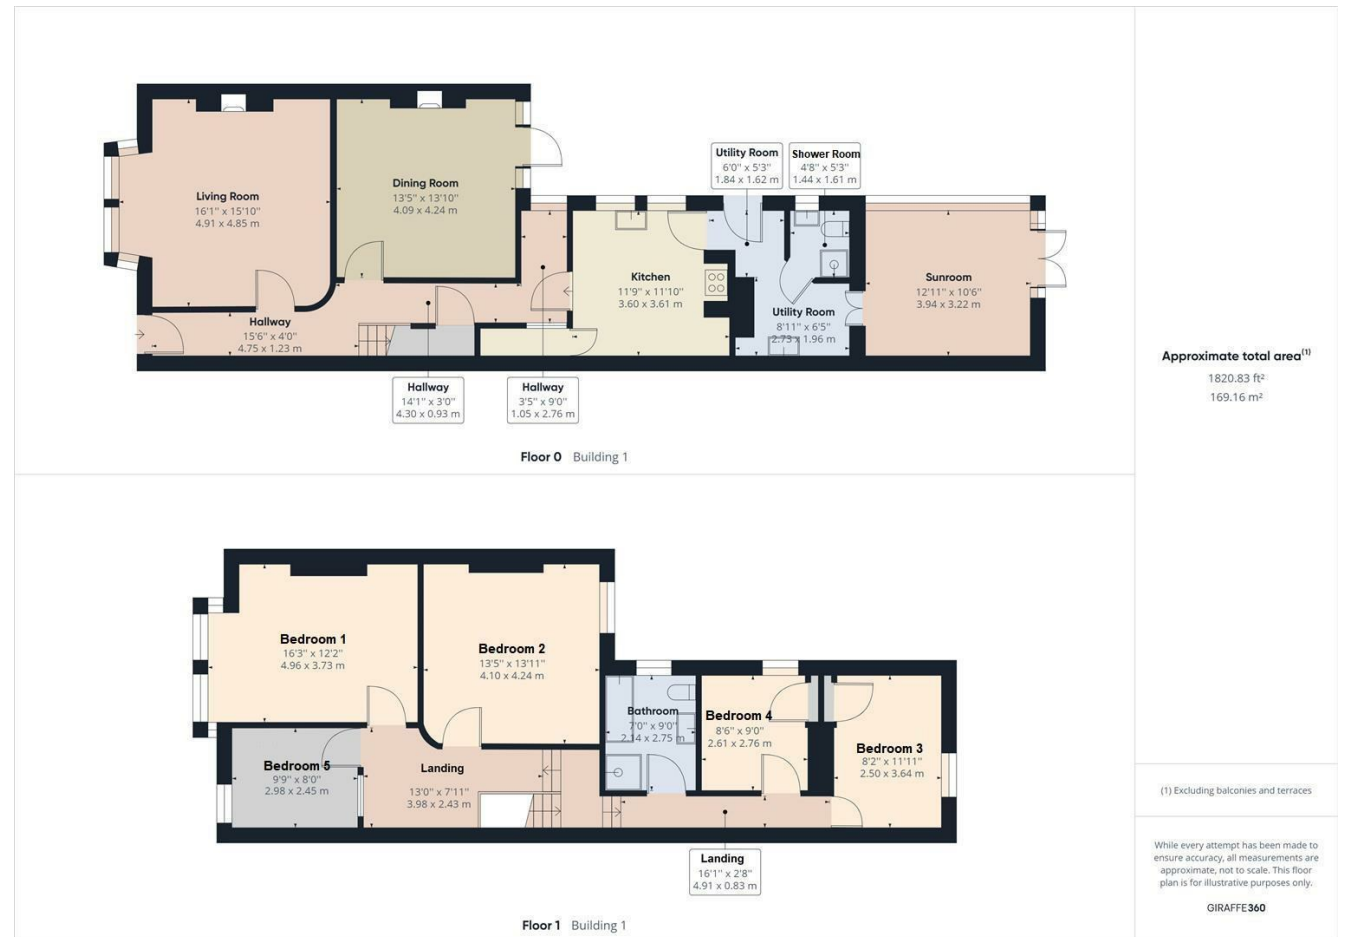 Living Room
16'1" x 15'10"
4.91 x 4.85 m
Dining Room
13'5" x 13'10"
4.09 x 4.24 m
Utility Room
6'0" x 5'3"
1.84 x 1.62 m
Shower Room
4'8" x 5'3"
1.44 x 1.61 m
Kitchen
11'9" x 11'10"
3.60 x 3.61 m
Sunroom
12'11" x 10'6"
3.94 x 3.22 m
Hallway
15'6" x 4'0"
4.75 x 1.23 m
Utility Room
8'11" x 6'5"
2.73 x 1.96 m
Hallway
14'1" x 3'0"
4.30 x 0.93 m
Hallway
3'5" x 9'0"
1.05 x 2.76 m
Floor 0 Building 1
Bedroom 1
16'3" x 12'2"
4.96 x 3.73 m
Bedroom 2
13'5" x 13'11"
4.10 x 4.24 m
Bathroom
7'0" x 9'0"
2.14 x 2.75 m
Bedroom 4
8'6" x 9'0"
2.61 x 2.76 m
Bedroom 3
8'2" x 11'11"
2.50 x 3.64 m
Bedroom 5
9'9" x 8'0"
2.98 x 2.45 m
Landing
13'0" x 7'11"
3.98 x 2.43 m
Landing
16'1" x 2'8"
4.91 x 0.83 m
Floor 1 Building 1
Approximate total area(1)
1820.83 ft²
169.16 m²
(1) Excluding balconies and terraces
While every attempt has been made to
ensure accuracy, all measurements are
approximate, not to scale. This floor
plan is for illustrative purposes only.
GIRAFFE360